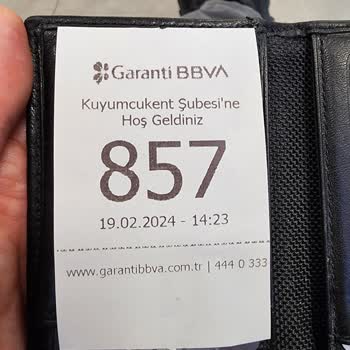 Garanti BBVA
Kuyumcukent Şubesi'ne
Hoş Geldiniz
857
19.02.2024 - 14:23
www.garantibbva.com.tr | 444 0 333